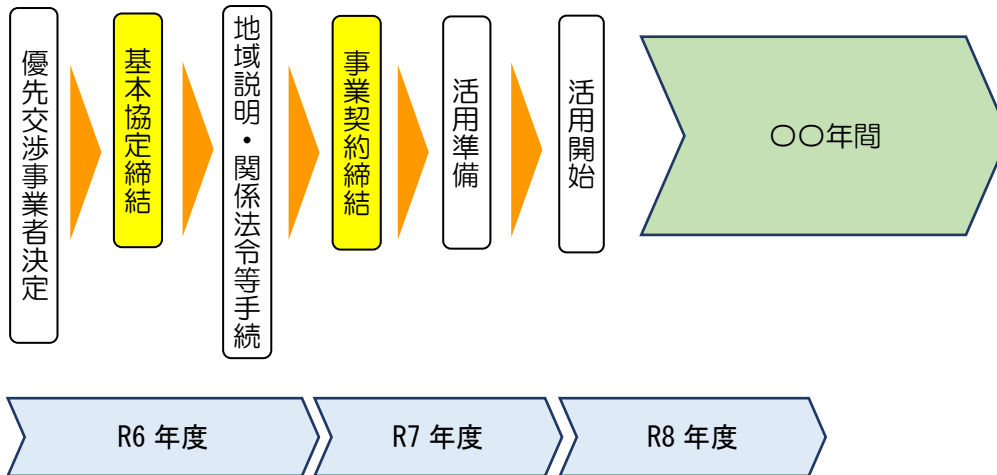 優先交渉事業者決定
基本協定締結
地域説明・関係法令等手続
事業契約締結
活用準備
活用開始
〇〇年間
R6 年度
R7 年度
R8 年度